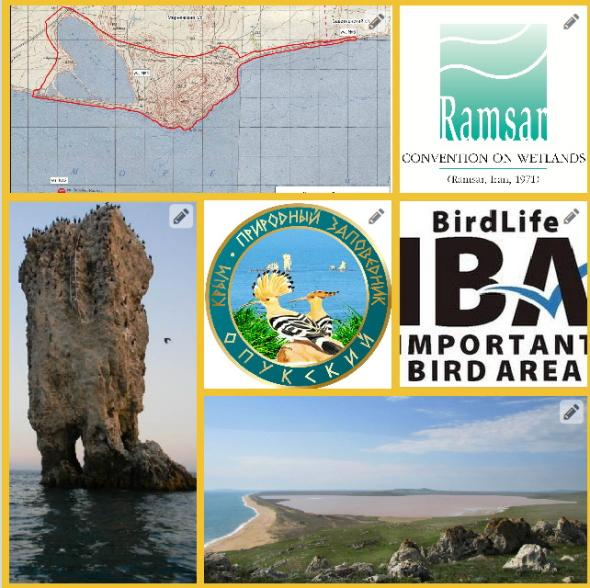 Ramsar
CONVENTION ON WETLANDS
(Ramsar, Iran, 1971)
КРЫМ • ПРИРОДНЫЙ ЗАПОВЕДНИК
ОПУКСКИЙ
BirdLife
IBA
IMPORTANT
BIRD AREA